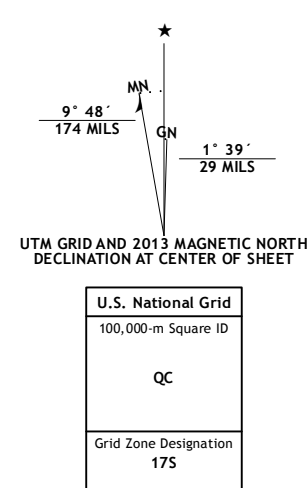 MN
9° 48´
174 MILS
GN
1° 39´
29 MILS
UTM GRID AND 2013 MAGNETIC NORTH
DECLINATION AT CENTER OF SHEET
U.S. National Grid
100,000-m Square ID
QC
Grid Zone Designation
17S